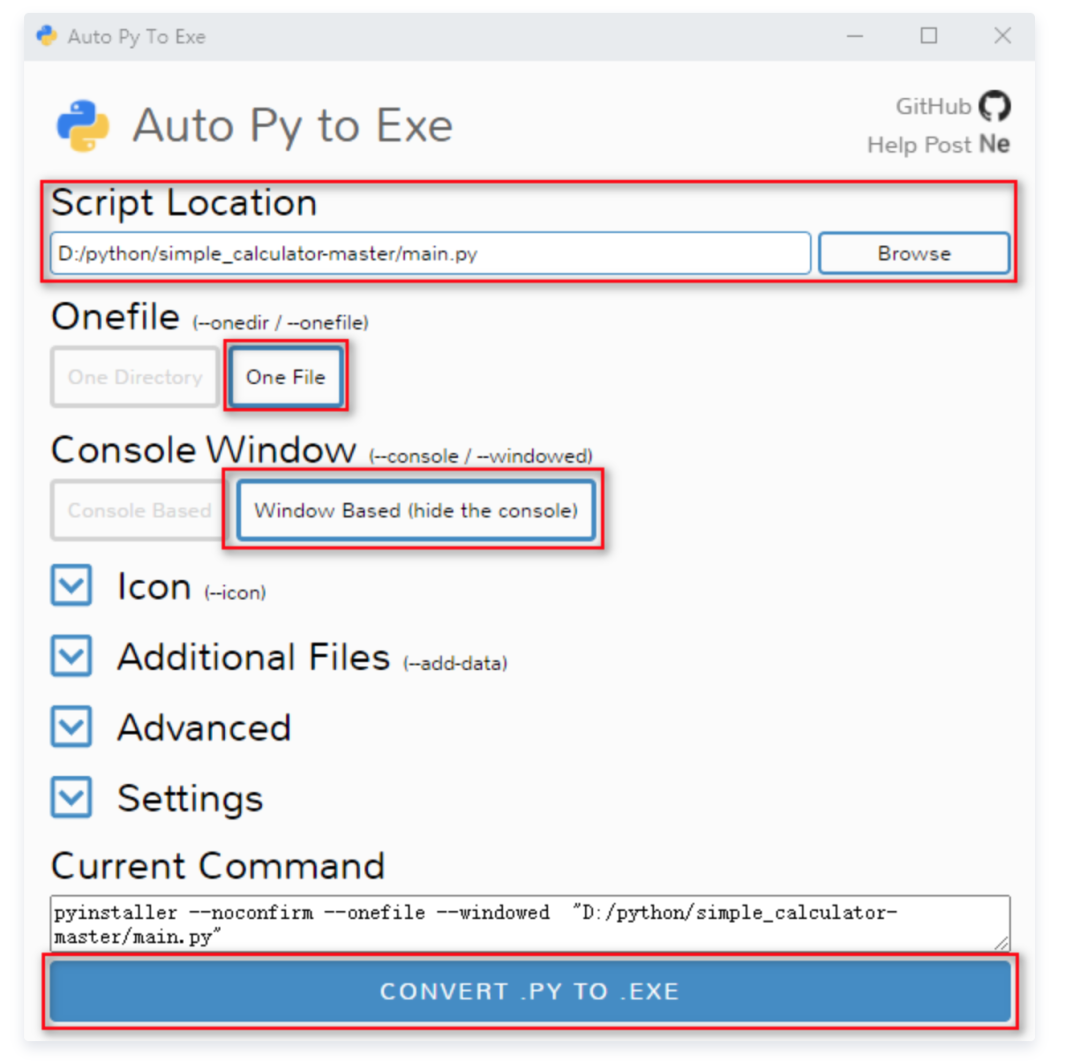 Auto Py To Exe
Auto Py to Exe
GitHub
Help Post Ne
Script Location
D:/python/simple_calculator-master/main.py
Browse
Onefile (--onedir / --onefile)
One Directory One File
Console Window (--console / --windowed)
Console Based Window Based (hide the console)
Icon (--icon)
Additional Files (--add-data)
Advanced
Settings
Current Command
pyinstaller --noconfirm --onefile --windowed  "D:/python/simple_calculator-
master/main.py"
CONVERT .PY TO .EXE